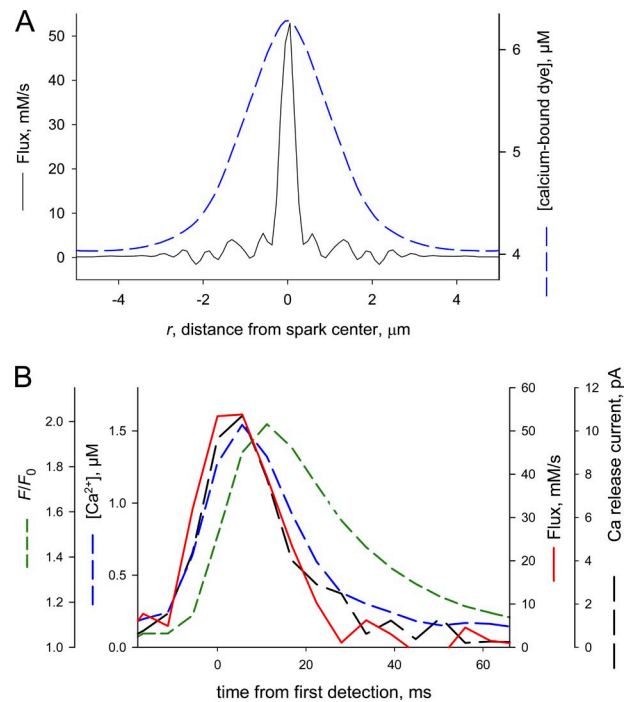 A
50
40
30
20
10
0
Flux, mM/s
6
5
4
[calcium-bound dye], μM
-4 -2 0 2 4
r, distance from spark center, μm
B
2.0
1.8
1.6
1.4
1.2
1.0
F/F0
[Ca2+], μM
1.5
1.0
0.5
0.0
60
50
40
30
20
10
0
Flux, mM/s
12
10
8
6
4
2
0
Ca release current, pA
0 20 40 60
time from first detection, ms